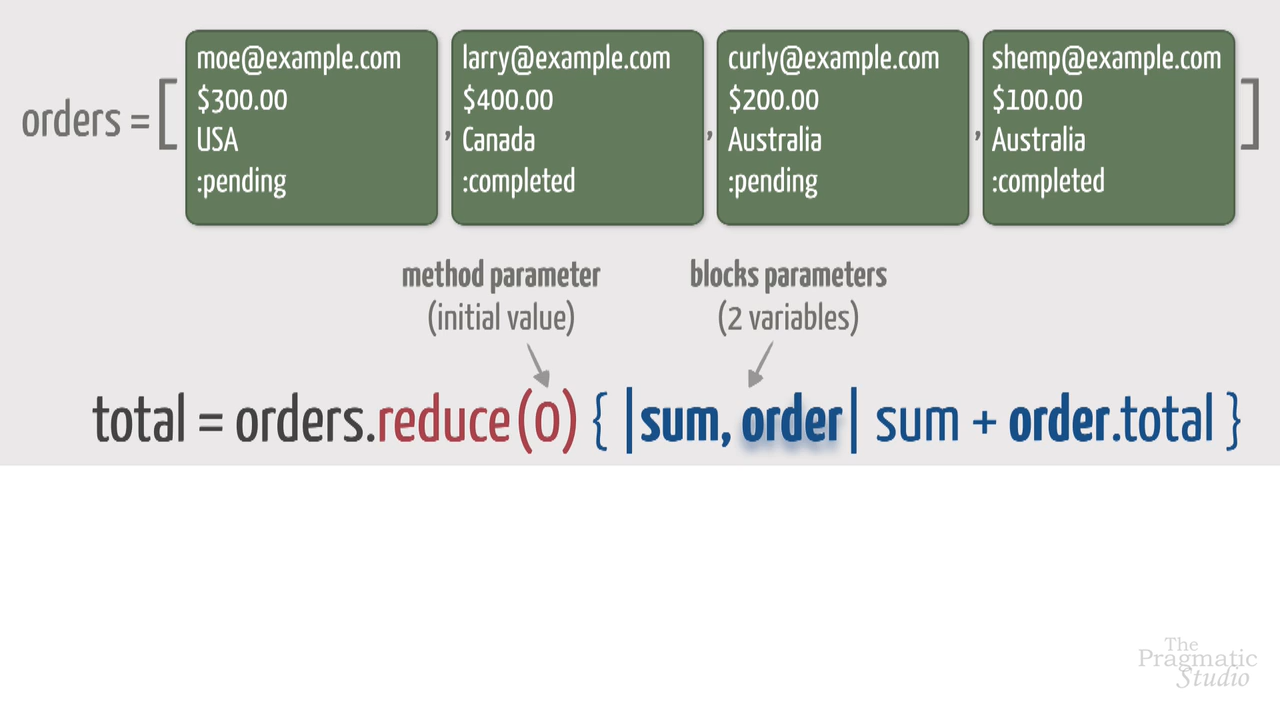 orders = [
moe@example.com
$300.00
USA
:pending
,
larry@example.com
$400.00
Canada
:completed
,
curly@example.com
$200.00
Australia
:pending
,
shemp@example.com
$100.00
Australia
:completed
]
method parameter
(initial value)
blocks parameters
(2 variables)
total = orders.reduce(0) { |sum, order| sum + order.total }
The
Pragmatic
Studio